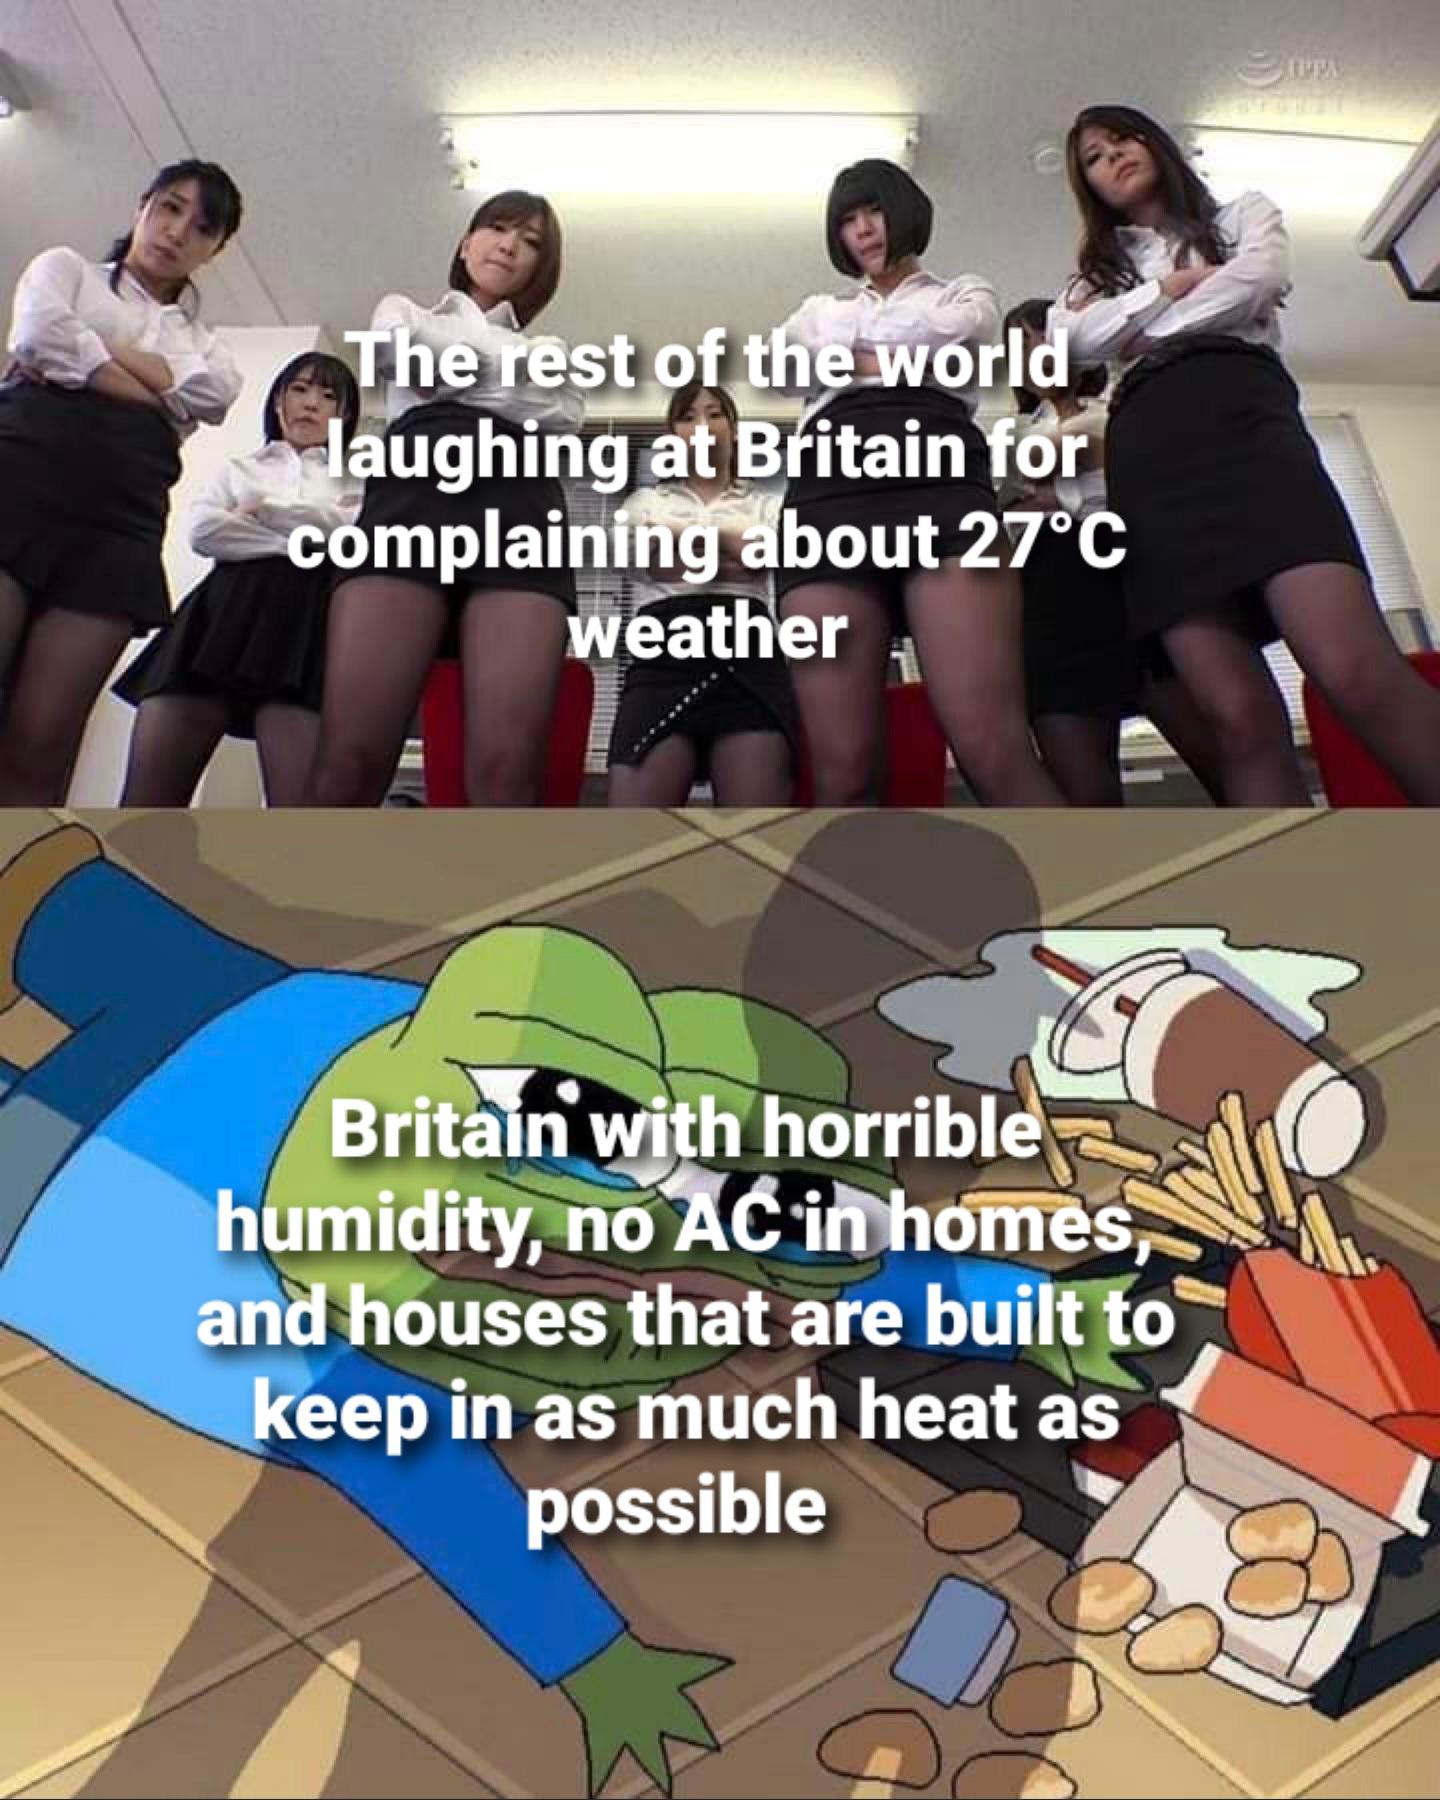 IPPA
The rest of the world
laughing at Britain for
complaining about 27°C
weather
Britain with horrible
humidity, no AC in homes,
and houses that are built to
keep in as much heat as
possible